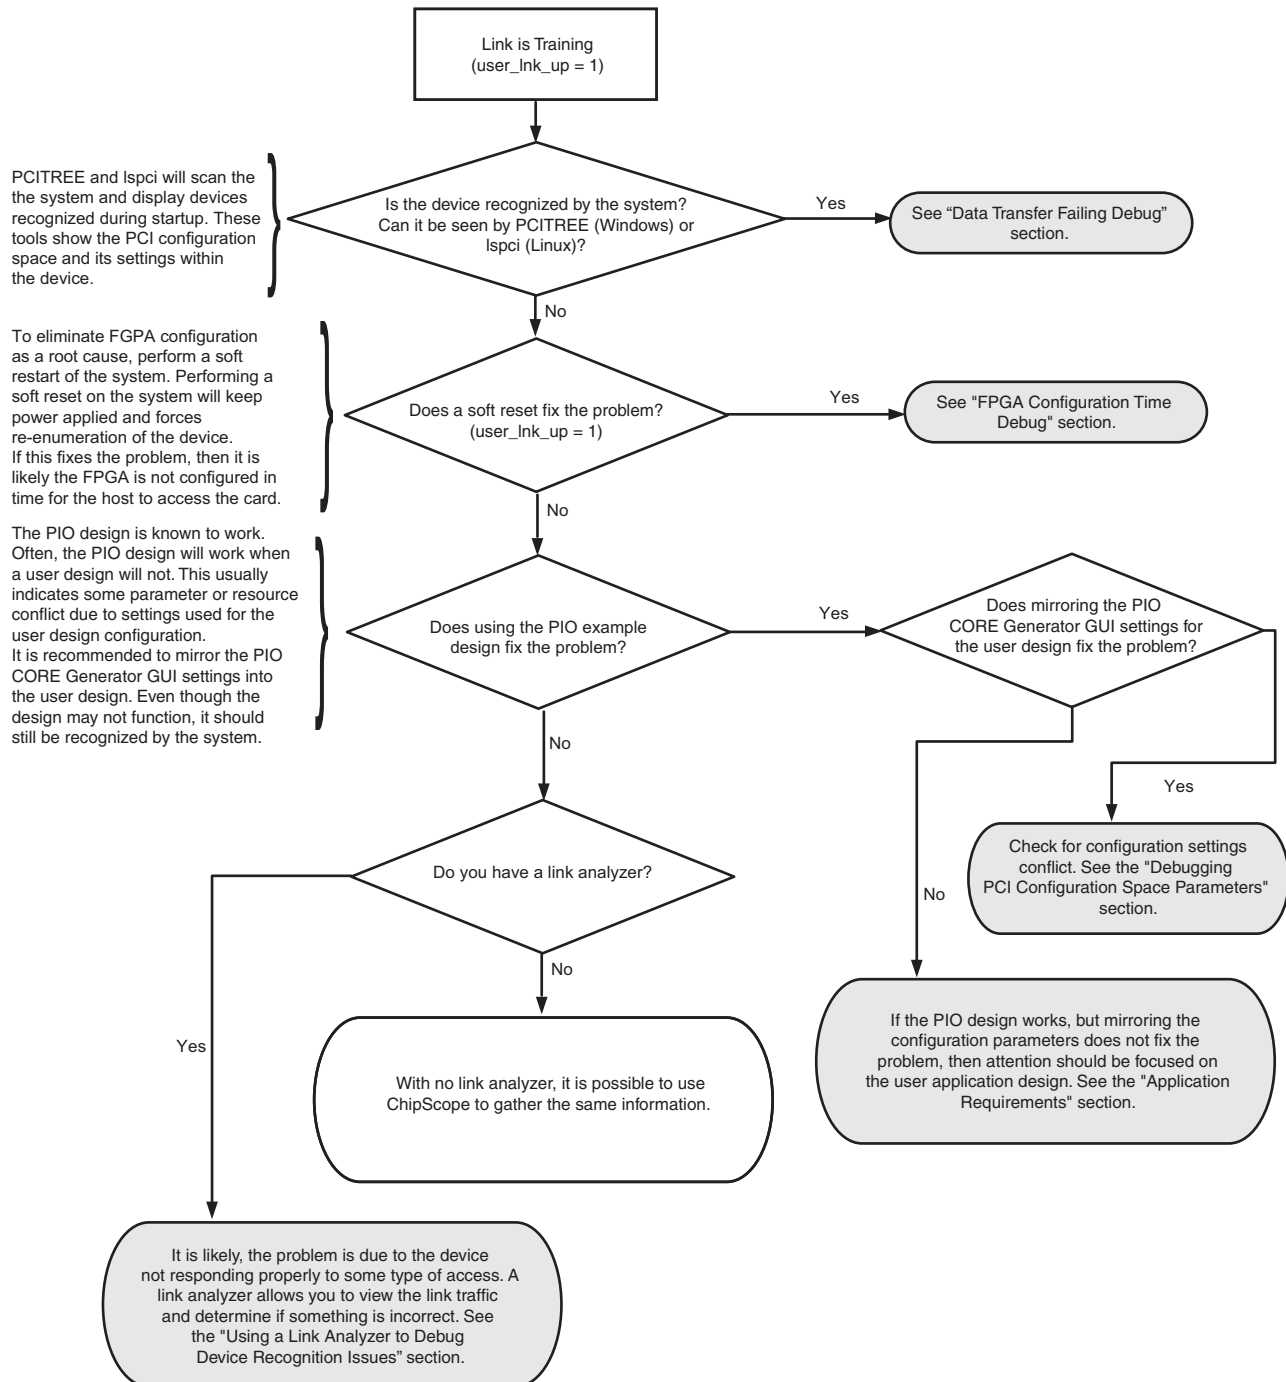 Link is Training
(user_lnk_up = 1)
PCITREE and lspci will scan the
the system and display devices
recognized during startup. These
tools show the PCI configuration
space and its settings within
the device.
Is the device recognized by the system?
Can it be seen by PCITREE (Windows) or
lspci (Linux)?
Yes
See “Data Transfer Failing Debug”
section.
No
To eliminate FGPA configuration
as a root cause, perform a soft
restart of the system. Performing a
soft reset on the system will keep
power applied and forces
re-enumeration of the device.
If this fixes the problem, then it is
likely the FPGA is not configured in
time for the host to access the card.
Does a soft reset fix the problem?
(user_lnk_up = 1)
Yes
See "FPGA Configuration Time
Debug" section.
No
The PIO design is known to work.
Often, the PIO design will work when
a user design will not. This usually
indicates some parameter or resource
conflict due to settings used for the
user design configuration.
It is recommended to mirror the PIO
CORE Generator GUI settings into
the user design. Even though the
design may not function, it should
still be recognized by the system.
Does using the PIO example
design fix the problem?
Yes
Does mirroring the PIO
CORE Generator GUI settings for
the user design fix the problem?
No
Yes
Do you have a link analyzer?
Check for configuration settings
conflict. See the "Debugging
PCI Configuration Space Parameters"
section.
No
No
Yes
With no link analyzer, it is possible to use
ChipScope to gather the same information.
If the PIO design works, but mirroring the
configuration parameters does not fix the
problem, then attention should be focused on
the user application design. See the "Application
Requirements" section.
It is likely, the problem is due to the device
not responding properly to some type of access. A
link analyzer allows you to view the link traffic
and determine if something is incorrect. See
the "Using a Link Analyzer to Debug
Device Recognition Issues” section.